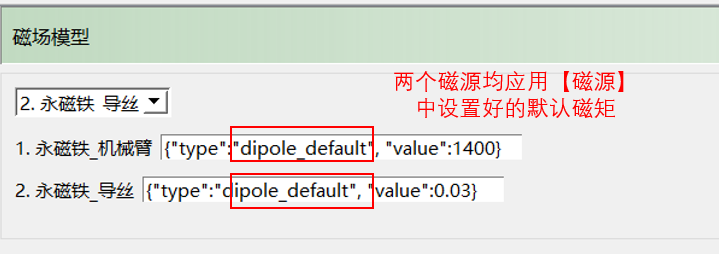 磁场模型
两个磁源均应用【磁源】
中设置好的默认磁矩
2. 永磁铁 导丝
1. 永磁铁_机械臂 {"type":"dipole_default", "value":1400}
2. 永磁铁_导丝 {"type":"dipole_default", "value":0.03}